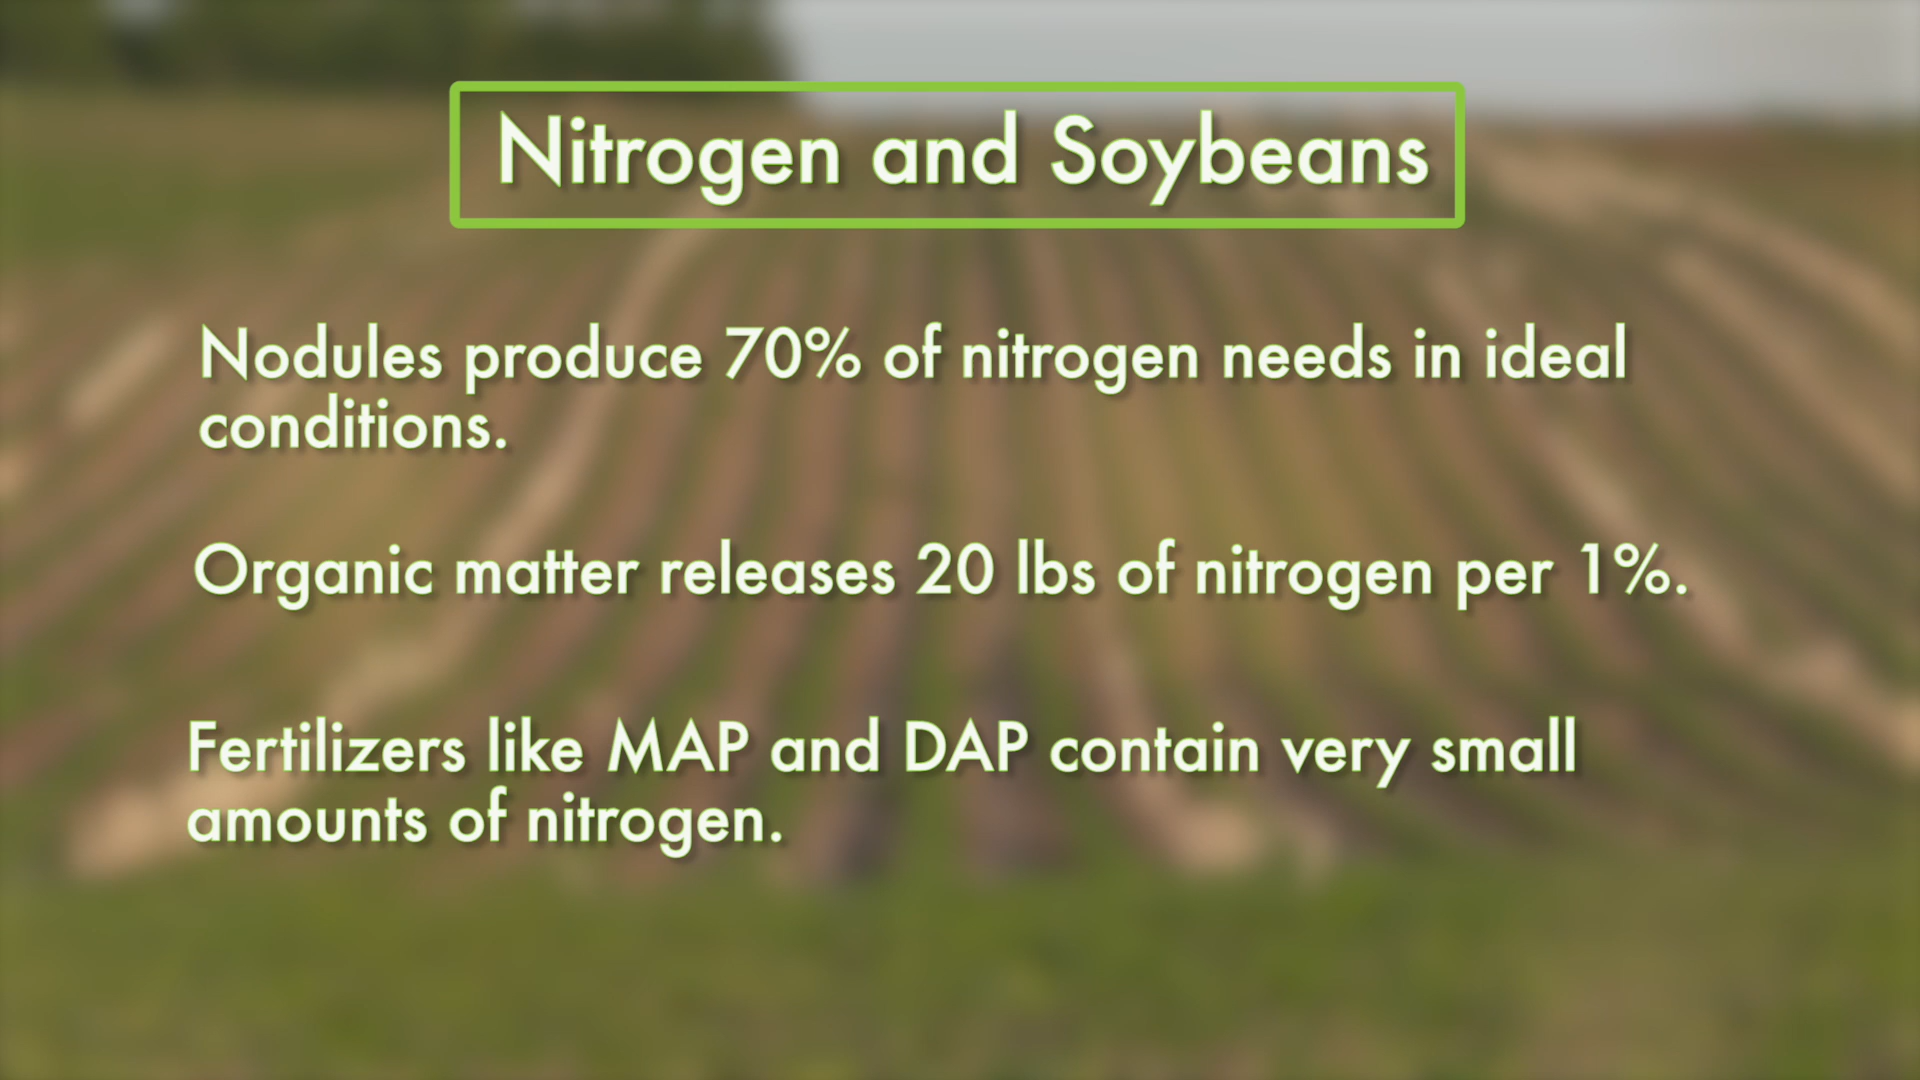 Nitrogen and Soybeans
Nodules produce 70% of nitrogen needs in ideal
conditions.
Organic matter releases 20 lbs of nitrogen per 1%.
Fertilizers like MAP and DAP contain very small
amounts of nitrogen.